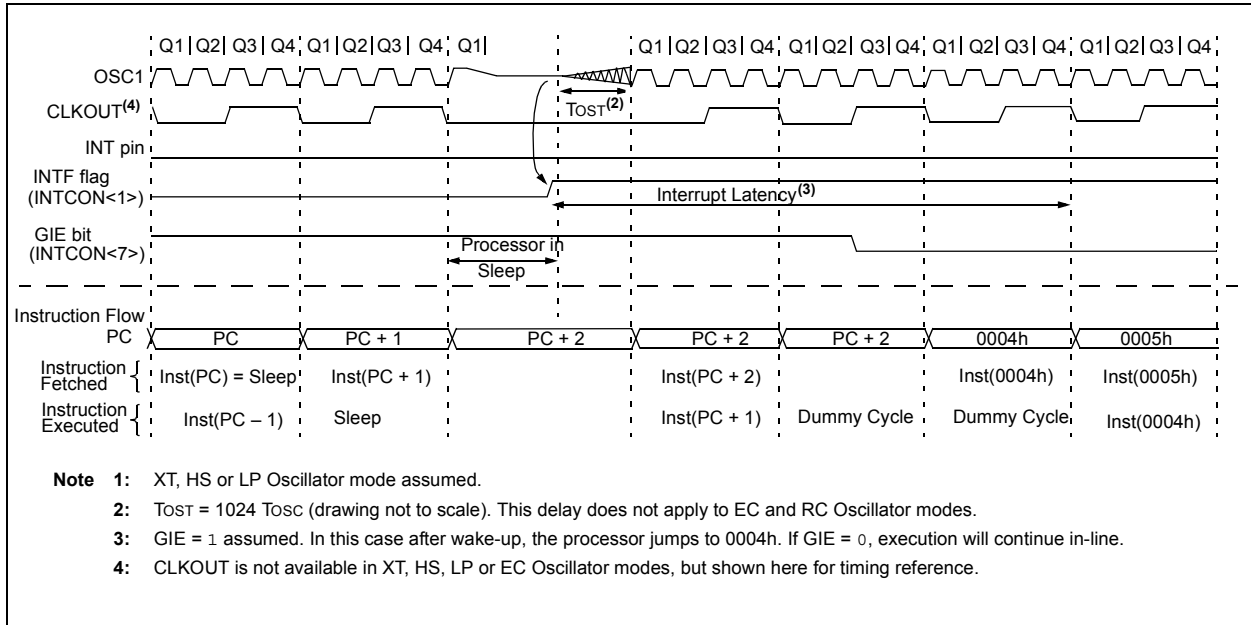 Q1 Q2 Q3 Q4 Q1 Q2 Q3 Q4 Q1 Q1 Q2 Q3 Q4 Q1 Q2 Q3 Q4 Q1 Q2 Q3 Q4 Q1 Q2 Q3 Q4
OSC1
CLKOUT(4)
TOST(2)
INT pin
INTF flag
(INTCON<1>)
Interrupt Latency(3)
GIE bit
(INTCON<7>)
Processor in
Sleep
Instruction Flow
PC PC PC + 1 PC + 2 PC + 2 PC + 2 0004h 0005h
Instruction
Fetched
Inst(PC) = Sleep Inst(PC + 1) Inst(PC + 2) Inst(0004h) Inst(0005h)
Instruction
Executed
Inst(PC – 1) Sleep Inst(PC + 1) Dummy Cycle Dummy Cycle Inst(0004h)
Note 1: XT, HS or LP Oscillator mode assumed.
2: TOST = 1024 TOSC (drawing not to scale). This delay does not apply to EC and RC Oscillator modes.
3: GIE = 1 assumed. In this case after wake-up, the processor jumps to 0004h. If GIE = 0, execution will continue in-line.
4: CLKOUT is not available in XT, HS, LP or EC Oscillator modes, but shown here for timing reference.